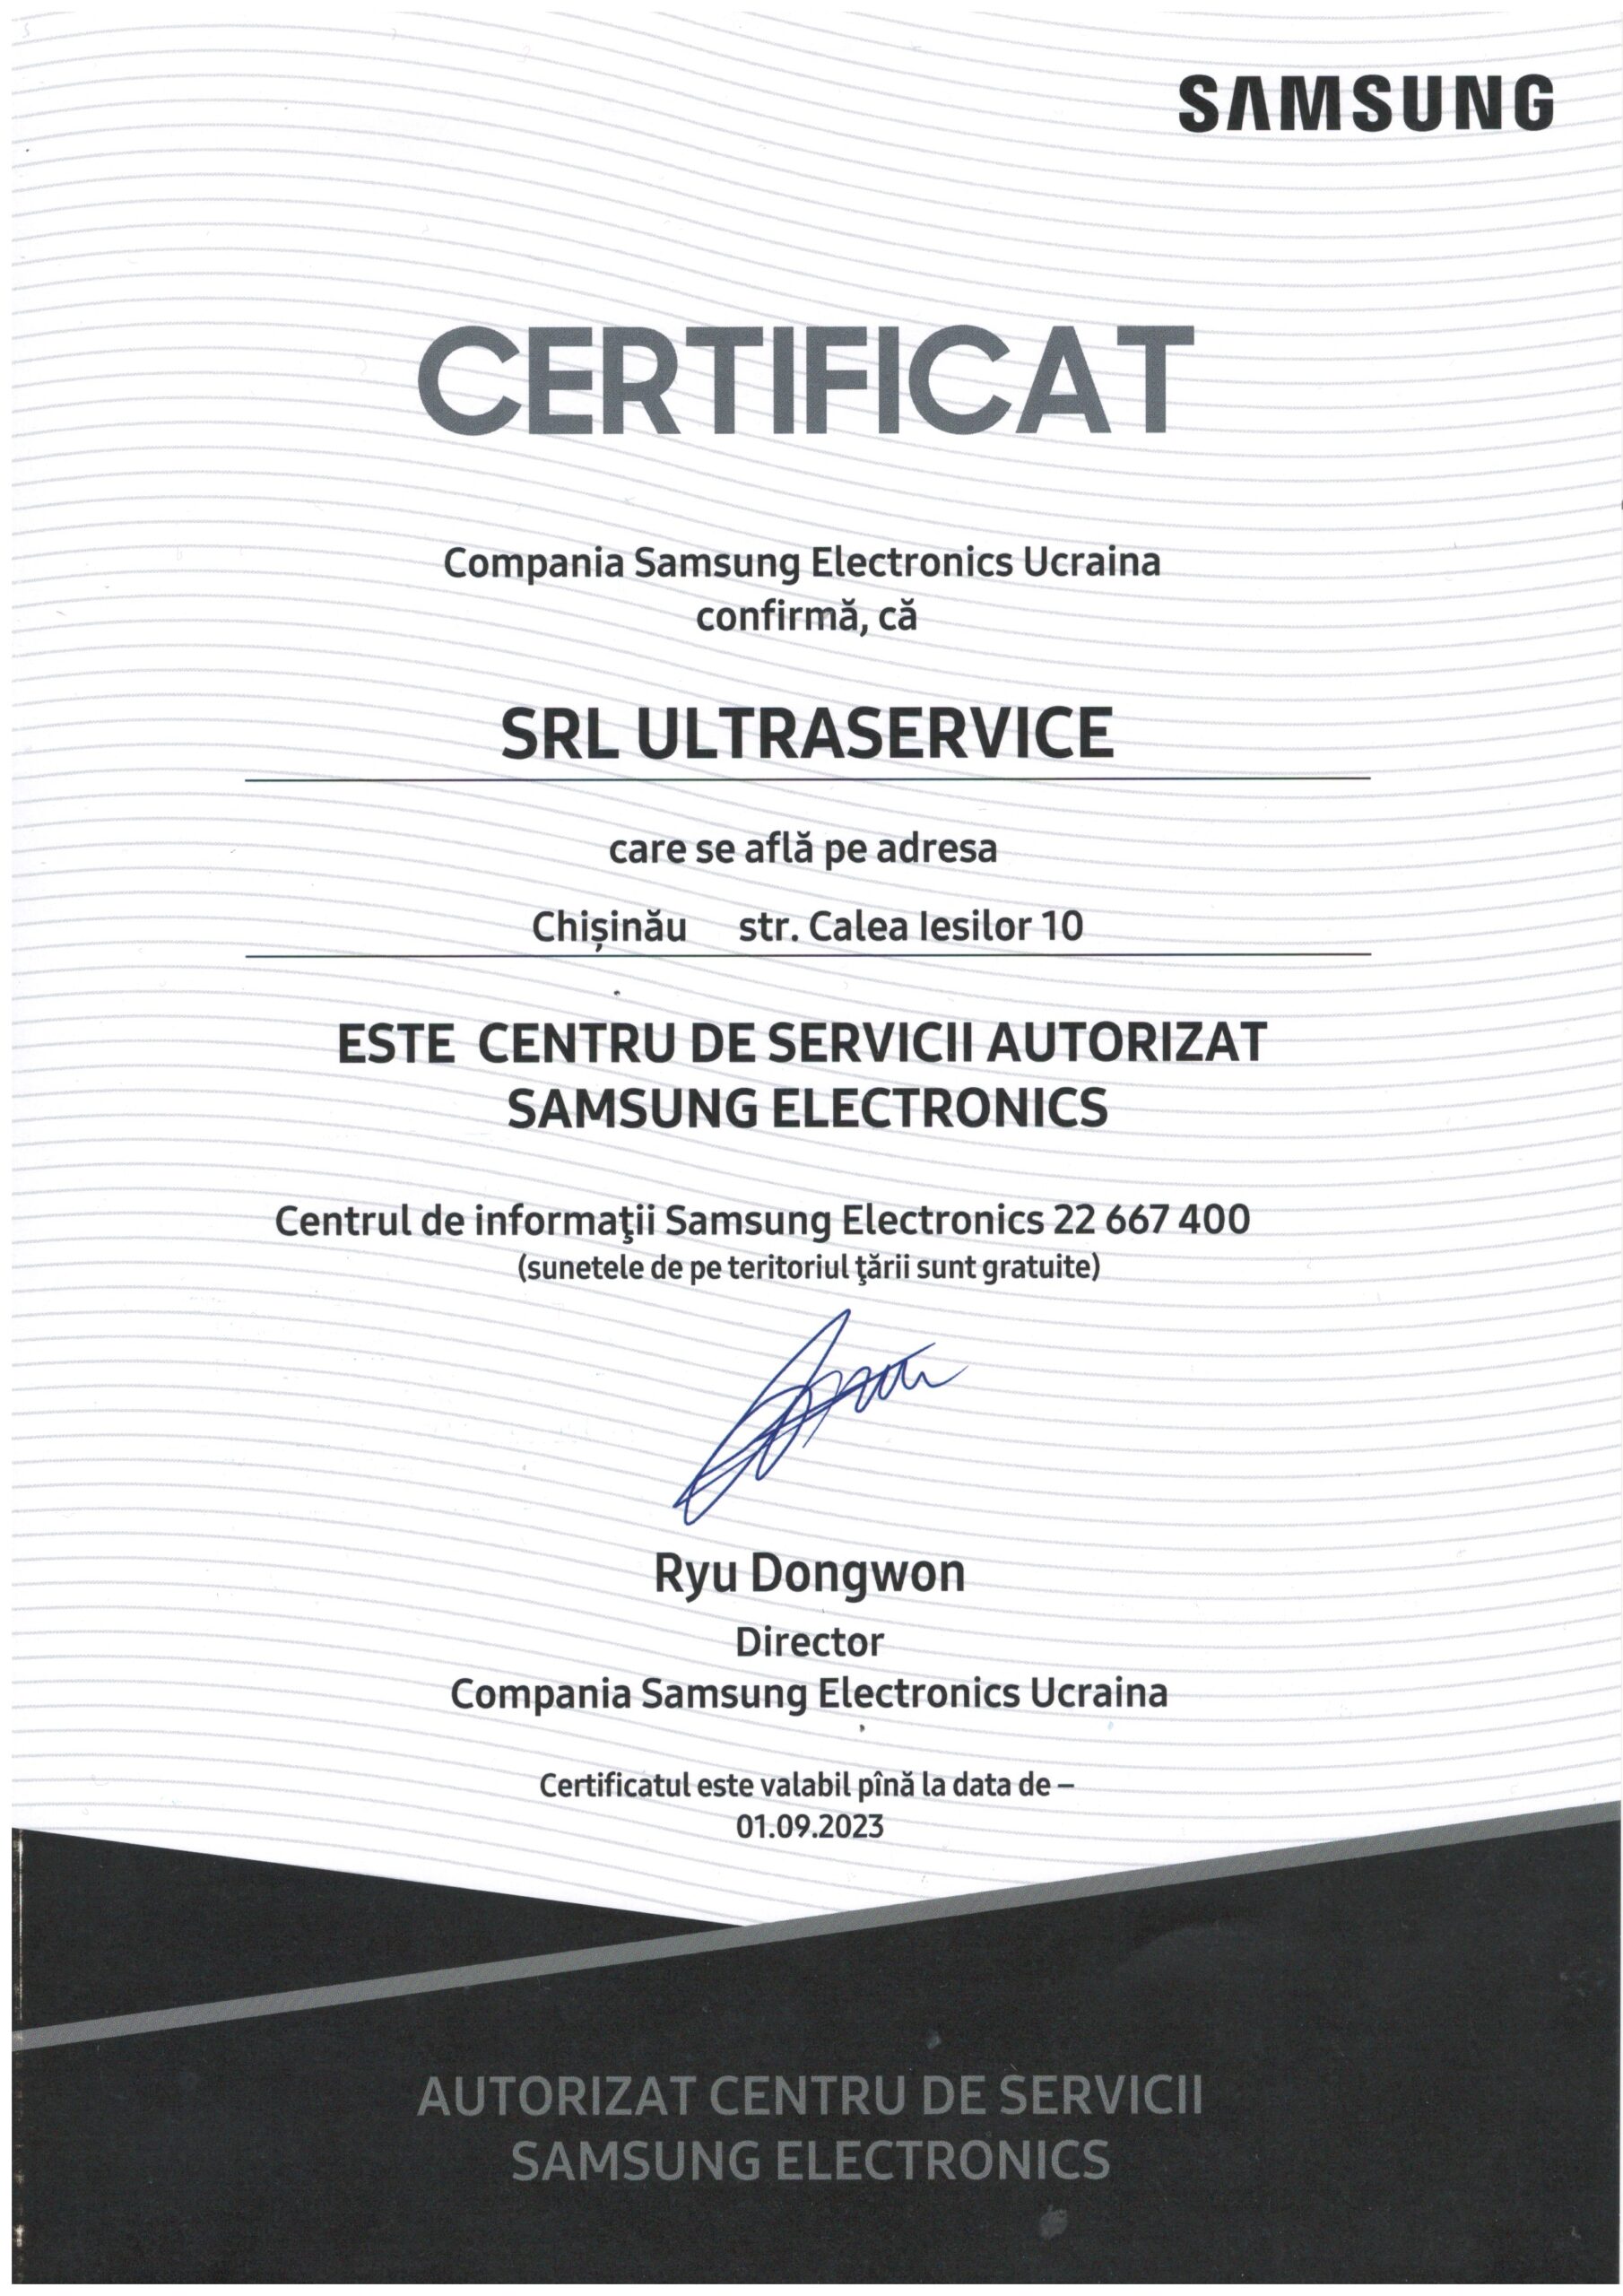 SAMSUNG
CERTIFICAT
Compania Samsung Electronics Ucraina
confirmă, că
SRL ULTRASERVICE
care se află pe adresa
Chișinău str. Calea Iesilor 10
ESTE CENTRU DE SERVICII AUTORIZAT
SAMSUNG ELECTRONICS
Centrul de informaţii Samsung Electronics 22 667 400
(sunetele de pe teritoriul ţării sunt gratuite)
Ryu Dongwon
Director
Compania Samsung Electronics Ucraina
Certificatul este valabil pînă la data de –
01.09.2023
AUTORIZAT CENTRU DE SERVICII
SAMSUNG ELECTRONICS